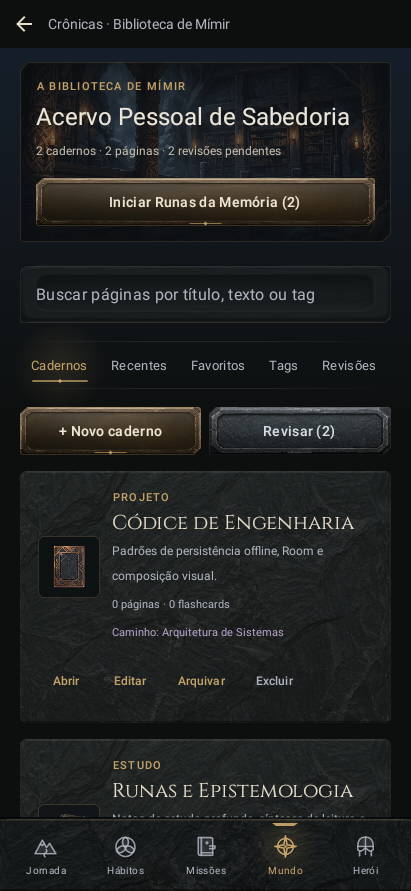 Crônicas · Biblioteca de Mímir
A BIBLIOTECA DE MÍMIR
Acervo Pessoal de Sabedoria
2 cadernos · 2 páginas · 2 revisões pendentes
Iniciar Runas da Memória (2)
Buscar páginas por título, texto ou tag
Cadernos Recentes Favoritos Tags Revisões
+ Novo caderno Revisar (2)
PROJETO
Códice de Engenharia
Padrões de persistência offline, Room e
composição visual.
0 páginas · 0 flashcards
Caminho: Arquitetura de Sistemas
Abrir Editar Arquivar Excluir
ESTUDO
Runas e Epistemologia
Jornada Hábitos Missões Mundo Herói